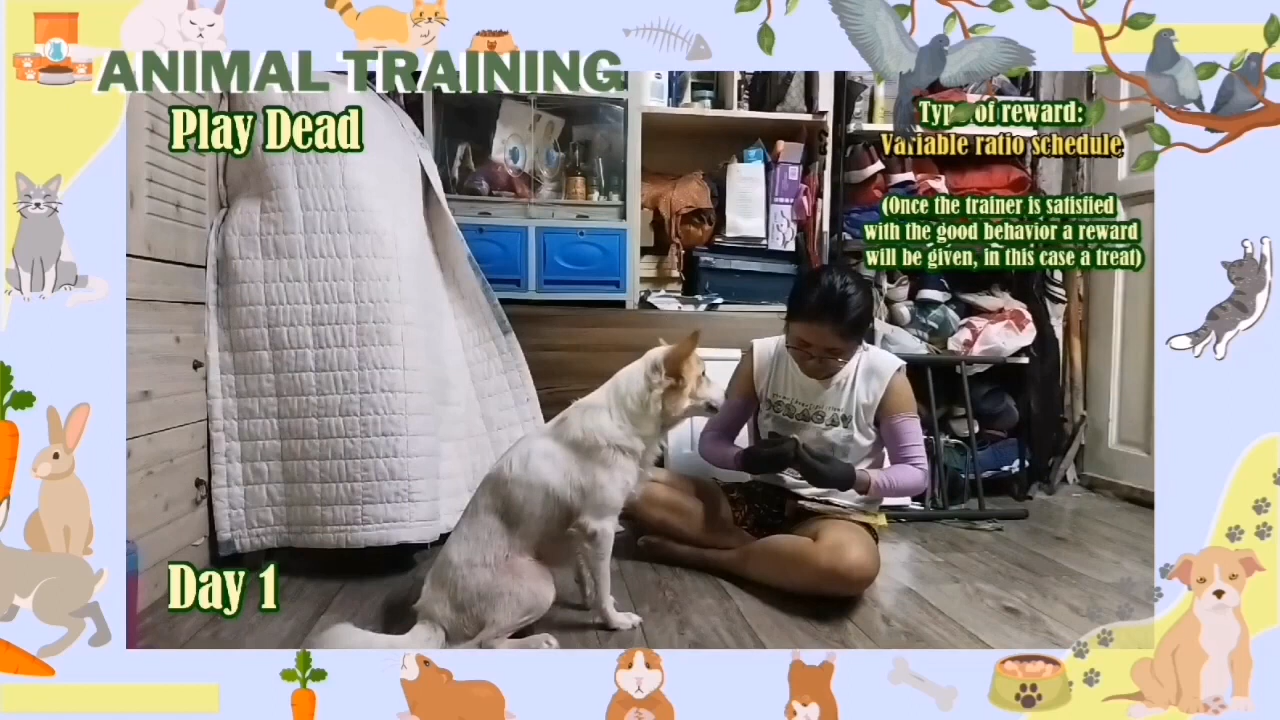 ANIMAL TRAINING
Play Dead
Type of reward:
Variable ratio schedule
(Once the trainer is satisfied
with the good behavior a reward
will be given, in this case a treat)
Day 1